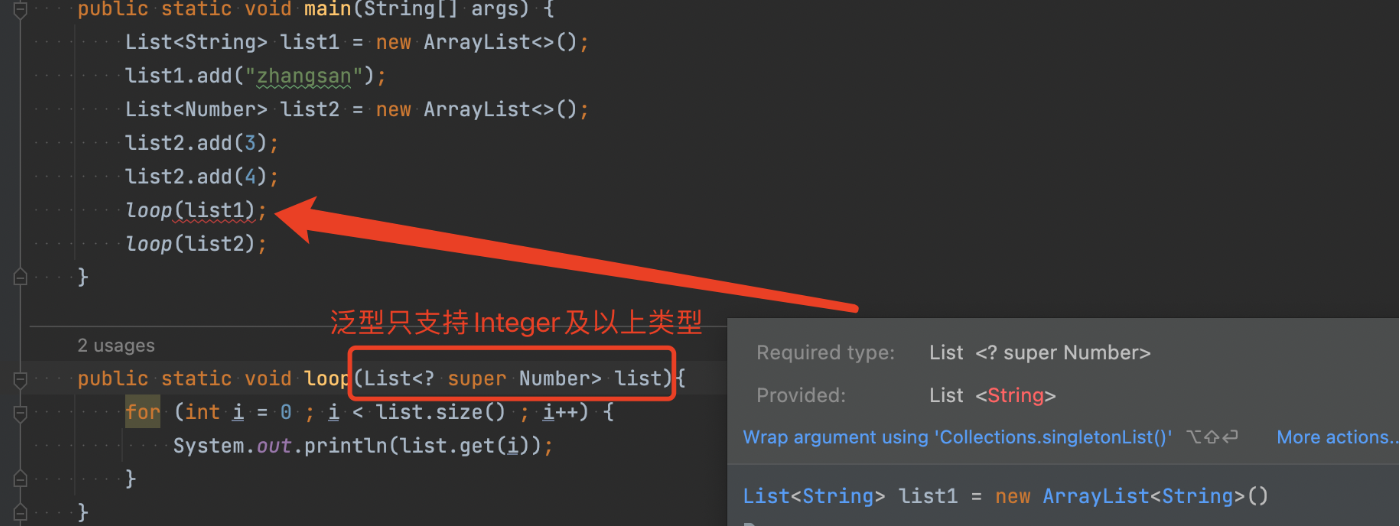 public static void main(String[] args) {
List<String> list1 = new ArrayList<>();
list1.add("zhangsan");
List<Number> list2 = new ArrayList<>();
list2.add(3);
list2.add(4);
loop(list1);
loop(list2);
}
泛型只支持Integer及以上类型
2 usages
public static void loop(List<? super Number> list){
for (int i = 0 ; i < list.size() ; i++) {
System.out.println(list.get(i));
}
}
Required type: List <? super Number>
Provided: List <String>
Wrap argument using 'Collections.singletonList()' ⌥⇧⏎ More actions..
List<String> list1 = new ArrayList<String>()